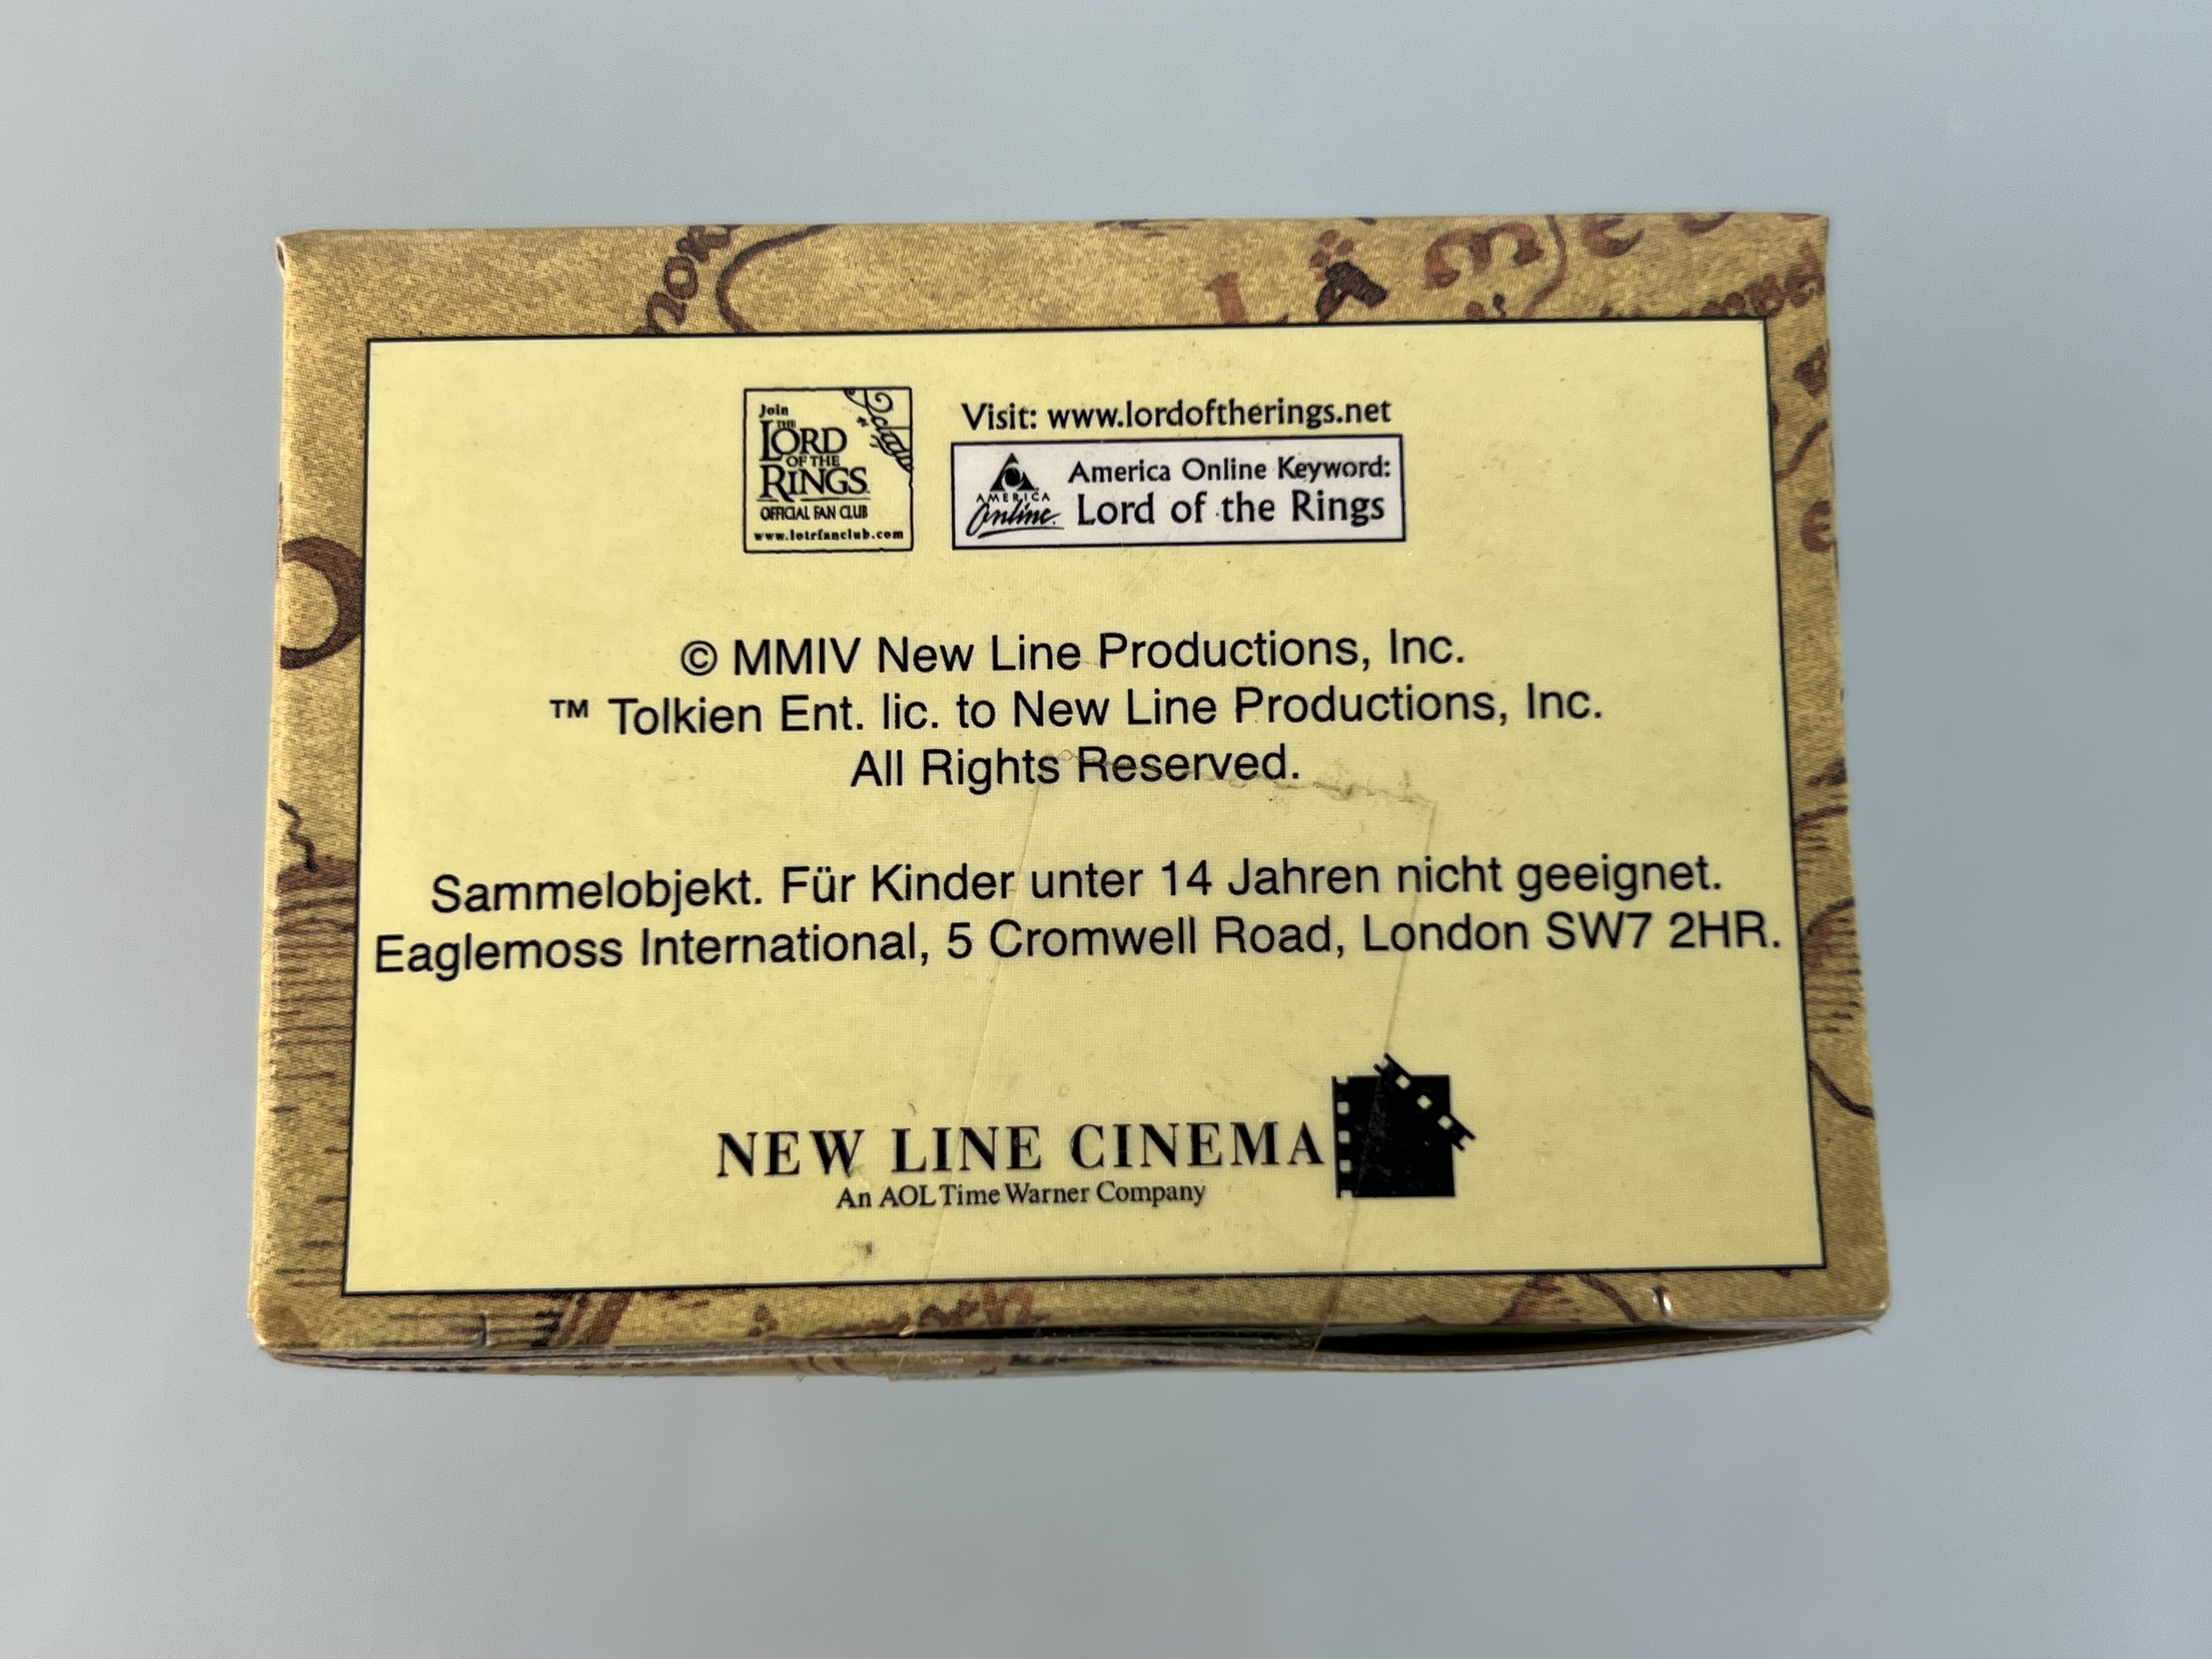 Join
THE
LORD
OF THE
RINGS
OFFICIAL FAN CLUB
www.lotrfanclub.com
Visit: www.lordoftherings.net
AMERICA
Online
America Online Keyword:
Lord of the Rings
© MMIV New Line Productions, Inc.
™ Tolkien Ent. lic. to New Line Productions, Inc.
All Rights Reserved.
Sammelobjekt. Für Kinder unter 14 Jahren nicht geeignet.
Eaglemoss International, 5 Cromwell Road, London SW7 2HR.
NEW LINE CINEMA
An AOL Time Warner Company